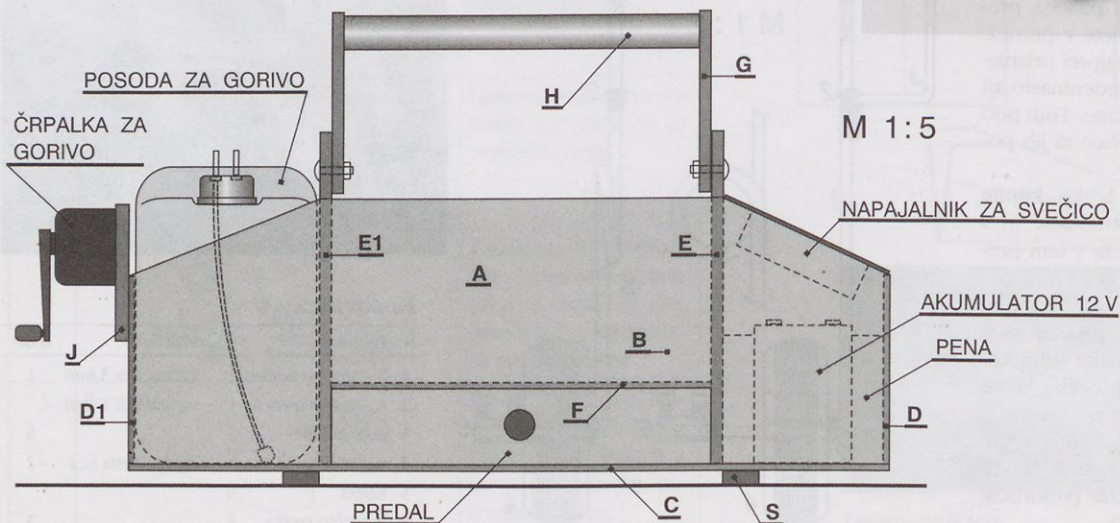 POSODA ZA GORIVO
ČRPALKA ZA
GORIVO
H
G
M 1:5
NAPAJALNIK ZA SVEČICO
E1
E
A
AKUMULATOR 12 V
B
PENA
J
F
D1
D
PREDAL
C
S